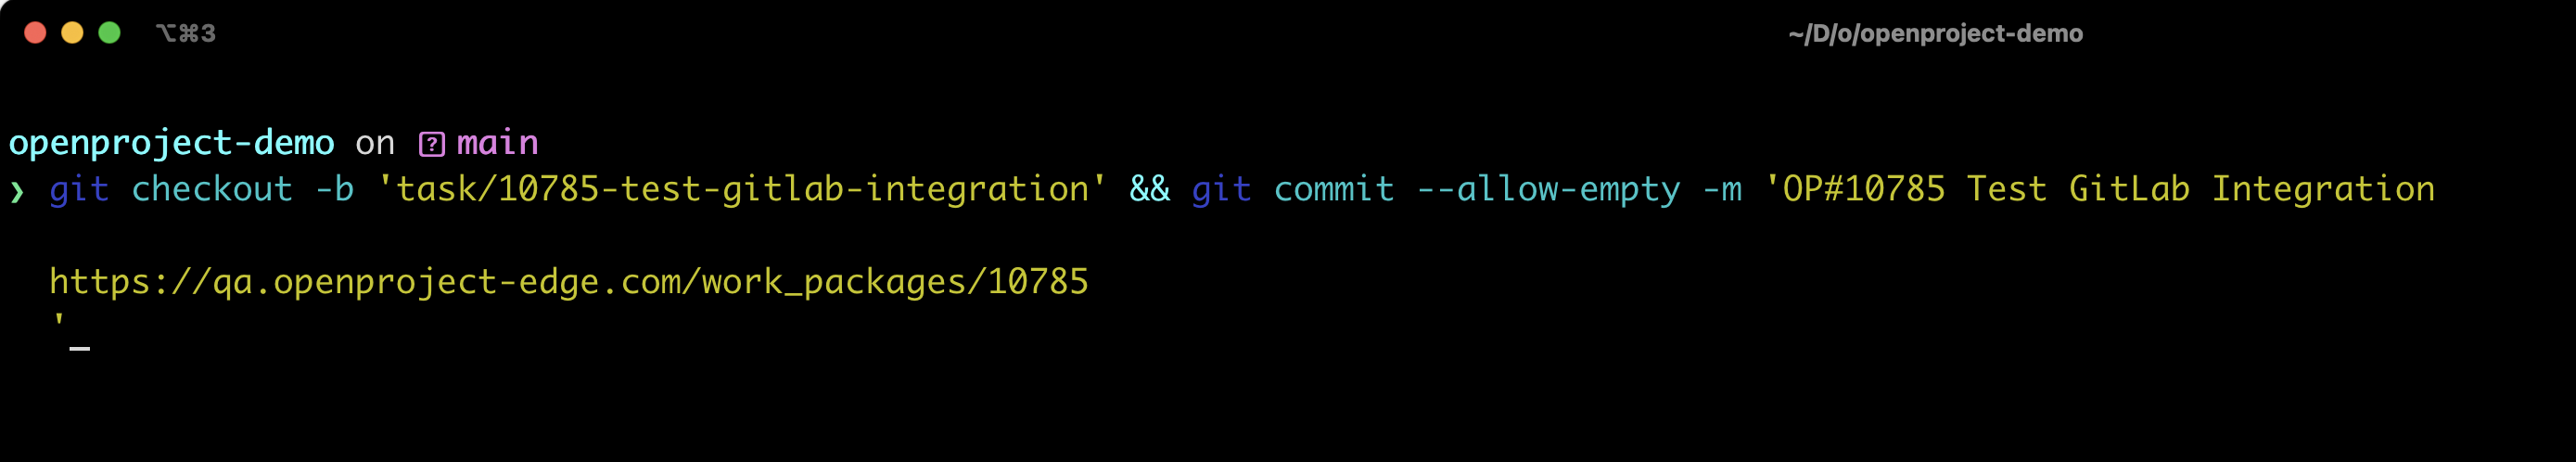 ⌥⌘3
~/D/o/openproject-demo
openproject-demo on [?] main
❯ git checkout -b 'task/10785-test-gitlab-integration' && git commit --allow-empty -m 'OP#10785 Test GitLab Integration
https://qa.openproject-edge.com/work_packages/10785
'_